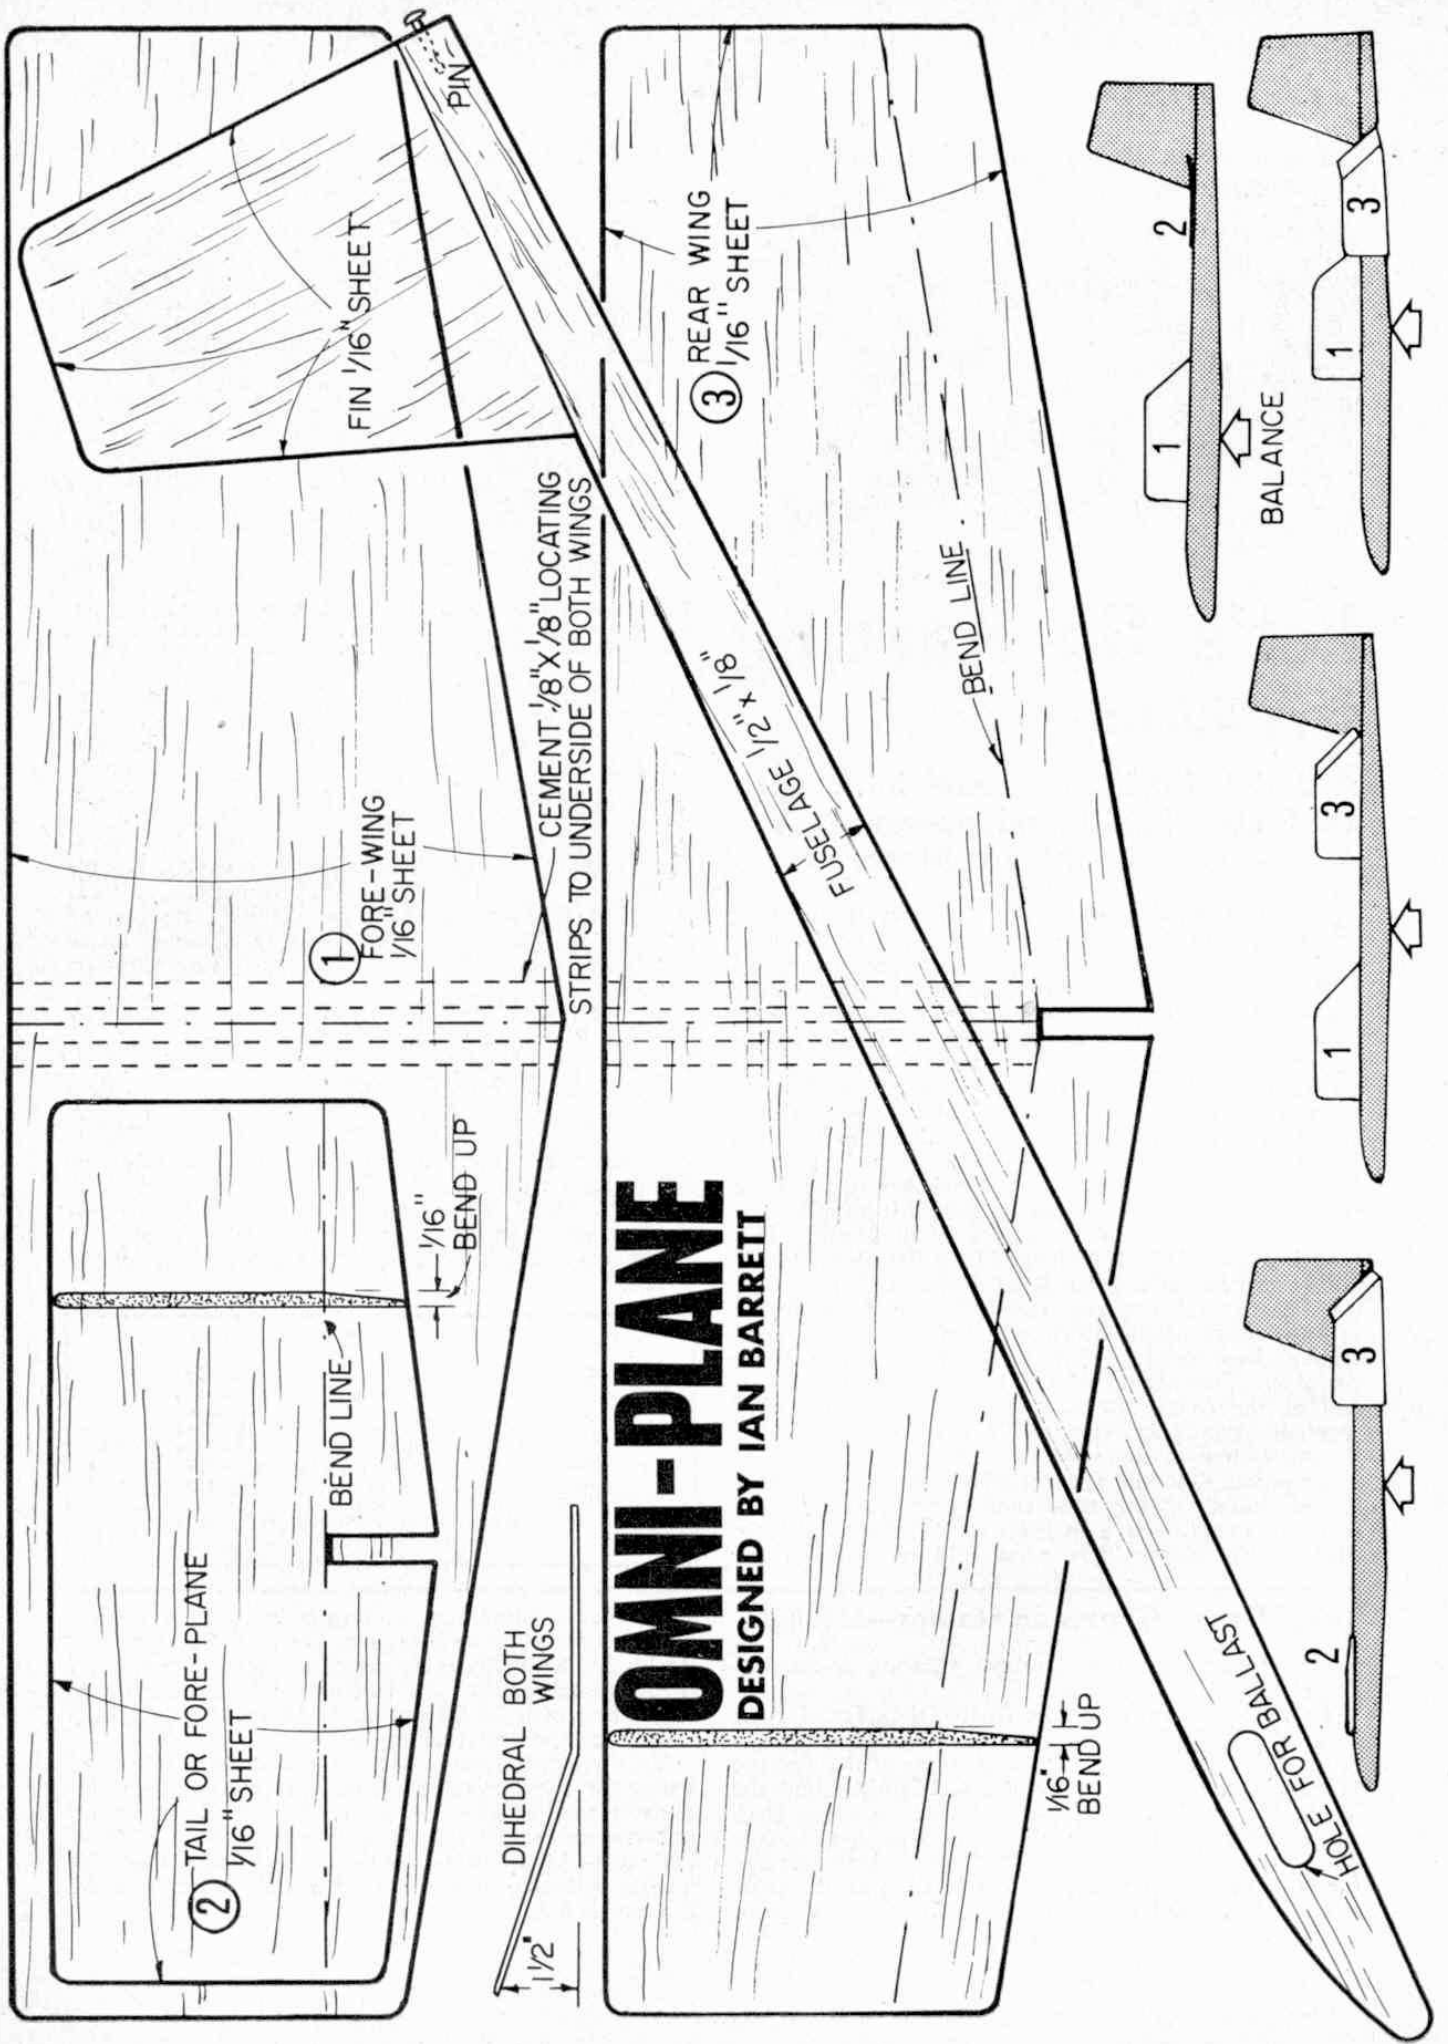 PIN
FIN 1/16" SHEET
① FORE-WING
1/16" SHEET
CEMENT 1/8" X 1/8" LOCATING
STRIPS TO UNDERSIDE OF BOTH WINGS
1/16"
BEND UP
BEND LINE
② TAIL OR FORE-PLANE
1/16" SHEET
DIHEDRAL BOTH
WINGS
1 1/2"
③ REAR WING
1/16" SHEET
BEND LINE
FUSELAGE 1/2" x 1/8"
OMNI-PLANE
DESIGNED BY IAN BARRETT
1/16"
BEND UP
HOLE FOR BALLAST
1
2
BALANCE
1
3
1
3
2
3